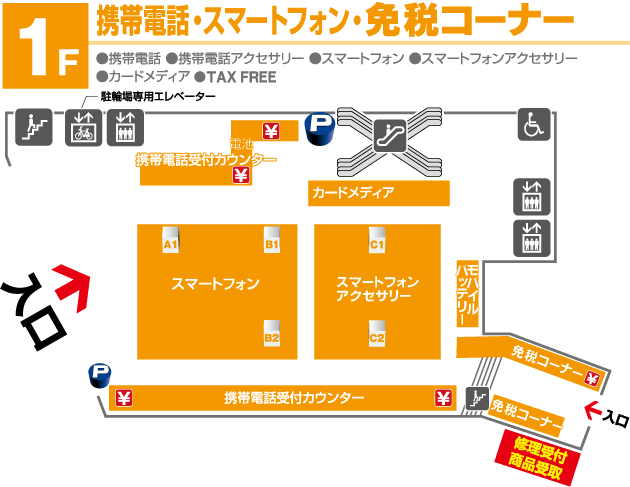 1F
携帯電話・スマートフォン・免税コーナー
●携帯電話 ●携帯電話アクセサリー ●スマートフォン ●スマートフォンアクセサリー
●カードメディア ●TAX FREE
駐輪場専用エレベーター
¥
P
電池
携帯電話受付カウンター
¥
カードメディア
A1
B1
C1
スマートフォン
スマートフォン
アクセサリー
モバイル
バッテリー
B2
C2
入口
免税コーナー
¥
P
¥
携帯電話受付カウンター
¥
免税コーナー
入口
修理受付
商品受取